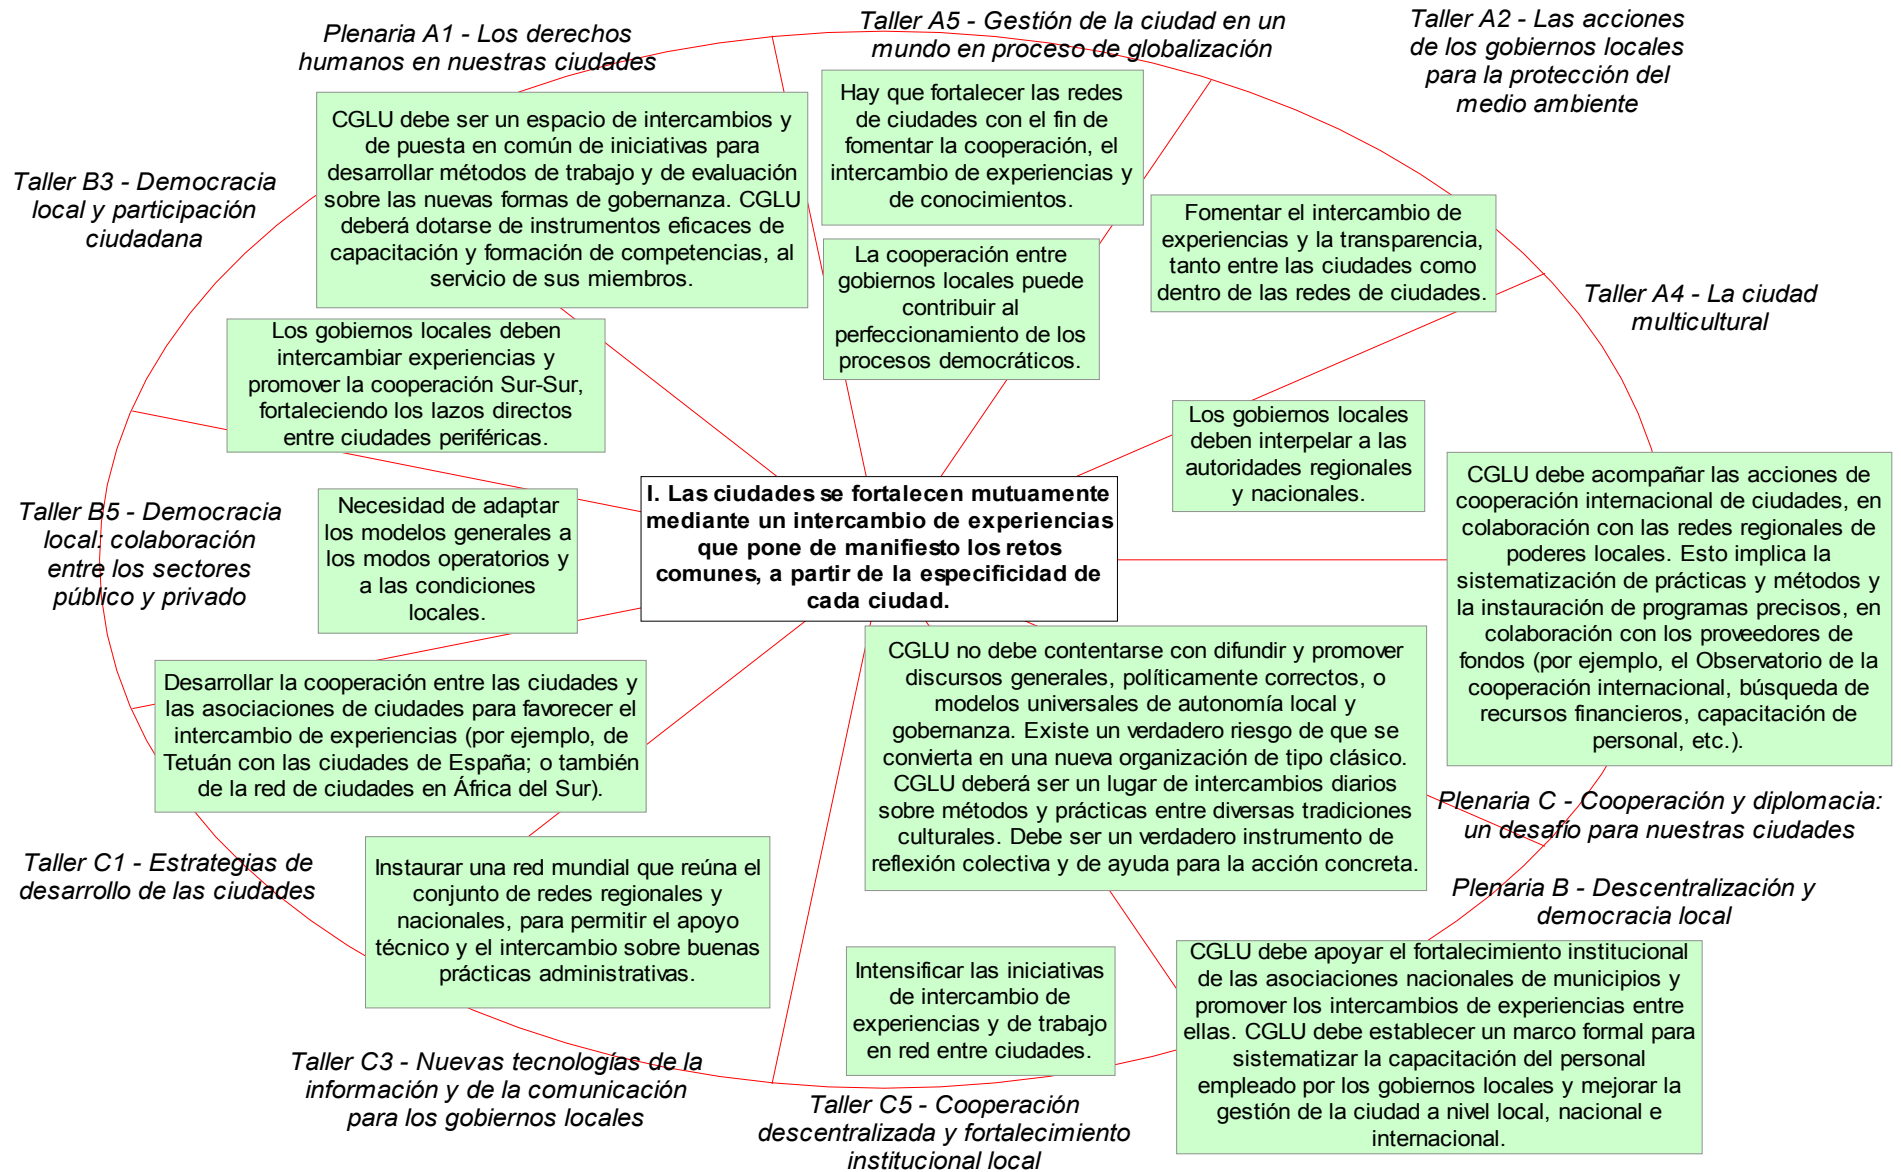 Plenaria A1 - Los derechos
humanos en nuestras ciudades
Taller A5 - Gestión de la ciudad en un
mundo en proceso de globalización
Taller A2 - Las acciones
de los gobiernos locales
para la protección del
medio ambiente
CGLU debe ser un espacio de intercambios y
de puesta en común de iniciativas para
desarrollar métodos de trabajo y de evaluación
sobre las nuevas formas de gobernanza. CGLU
deberá dotarse de instrumentos eficaces de
capacitación y formación de competencias, al
servicio de sus miembros.
Hay que fortalecer las redes
de ciudades con el fin de
fomentar la cooperación, el
intercambio de experiencias y
de conocimientos.
Taller B3 - Democracia
local y participación
ciudadana
Fomentar el intercambio de
experiencias y la transparencia,
tanto entre las ciudades como
dentro de las redes de ciudades.
La cooperación entre
gobiernos locales puede
contribuir al
perfeccionamiento de los
procesos democráticos.
Taller A4 - La ciudad
multicultural
Los gobiernos locales deben
intercambiar experiencias y
promover la cooperación Sur-Sur,
fortaleciendo los lazos directos
entre ciudades periféricas.
Los gobiernos locales
deben interpelar a las
autoridades regionales
y nacionales.
Taller B5 - Democracia
local: colaboración
entre los sectores
público y privado
Necesidad de adaptar
los modelos generales a
los modos operatorios y
a las condiciones
locales.
I. Las ciudades se fortalecen mutuamente
mediante un intercambio de experiencias
que pone de manifiesto los retos
comunes, a partir de la especificidad de
cada ciudad.
CGLU debe acompañar las acciones de
cooperación internacional de ciudades, en
colaboración con las redes regionales de
poderes locales. Esto implica la
sistematización de prácticas y métodos y
la instauración de programas precisos, en
colaboración con los proveedores de
fondos (por ejemplo, el Observatorio de la
cooperación internacional, búsqueda de
recursos financieros, capacitación de
personal, etc.).
Desarrollar la cooperación entre las ciudades y
las asociaciones de ciudades para favorecer el
intercambio de experiencias (por ejemplo, de
Tetuán con las ciudades de España; o también
de la red de ciudades en África del Sur).
CGLU no debe contentarse con difundir y promover
discursos generales, políticamente correctos, o
modelos universales de autonomía local y
gobernanza. Existe un verdadero riesgo de que se
convierta en una nueva organización de tipo clásico.
CGLU deberá ser un lugar de intercambios diarios
sobre métodos y prácticas entre diversas tradiciones
culturales. Debe ser un verdadero instrumento de
reflexión colectiva y de ayuda para la acción concreta.
Plenaria C - Cooperación y diplomacia:
un desafío para nuestras ciudades
Taller C1 - Estrategias de
desarrollo de las ciudades
Instaurar una red mundial que reúna el
conjunto de redes regionales y
nacionales, para permitir el apoyo
técnico y el intercambio sobre buenas
prácticas administrativas.
Plenaria B - Descentralización y
democracia local
Intensificar las iniciativas
de intercambio de
experiencias y de trabajo
en red entre ciudades.
CGLU debe apoyar el fortalecimiento institucional
de las asociaciones nacionales de municipios y
promover los intercambios de experiencias entre
ellas. CGLU debe establecer un marco formal para
sistematizar la capacitación del personal
empleado por los gobiernos locales y mejorar la
gestión de la ciudad a nivel local, nacional e
internacional.
Taller C3 - Nuevas tecnologías de la
información y de la comunicación
para los gobiernos locales
Taller C5 - Cooperación
descentralizada y fortalecimiento
institucional local